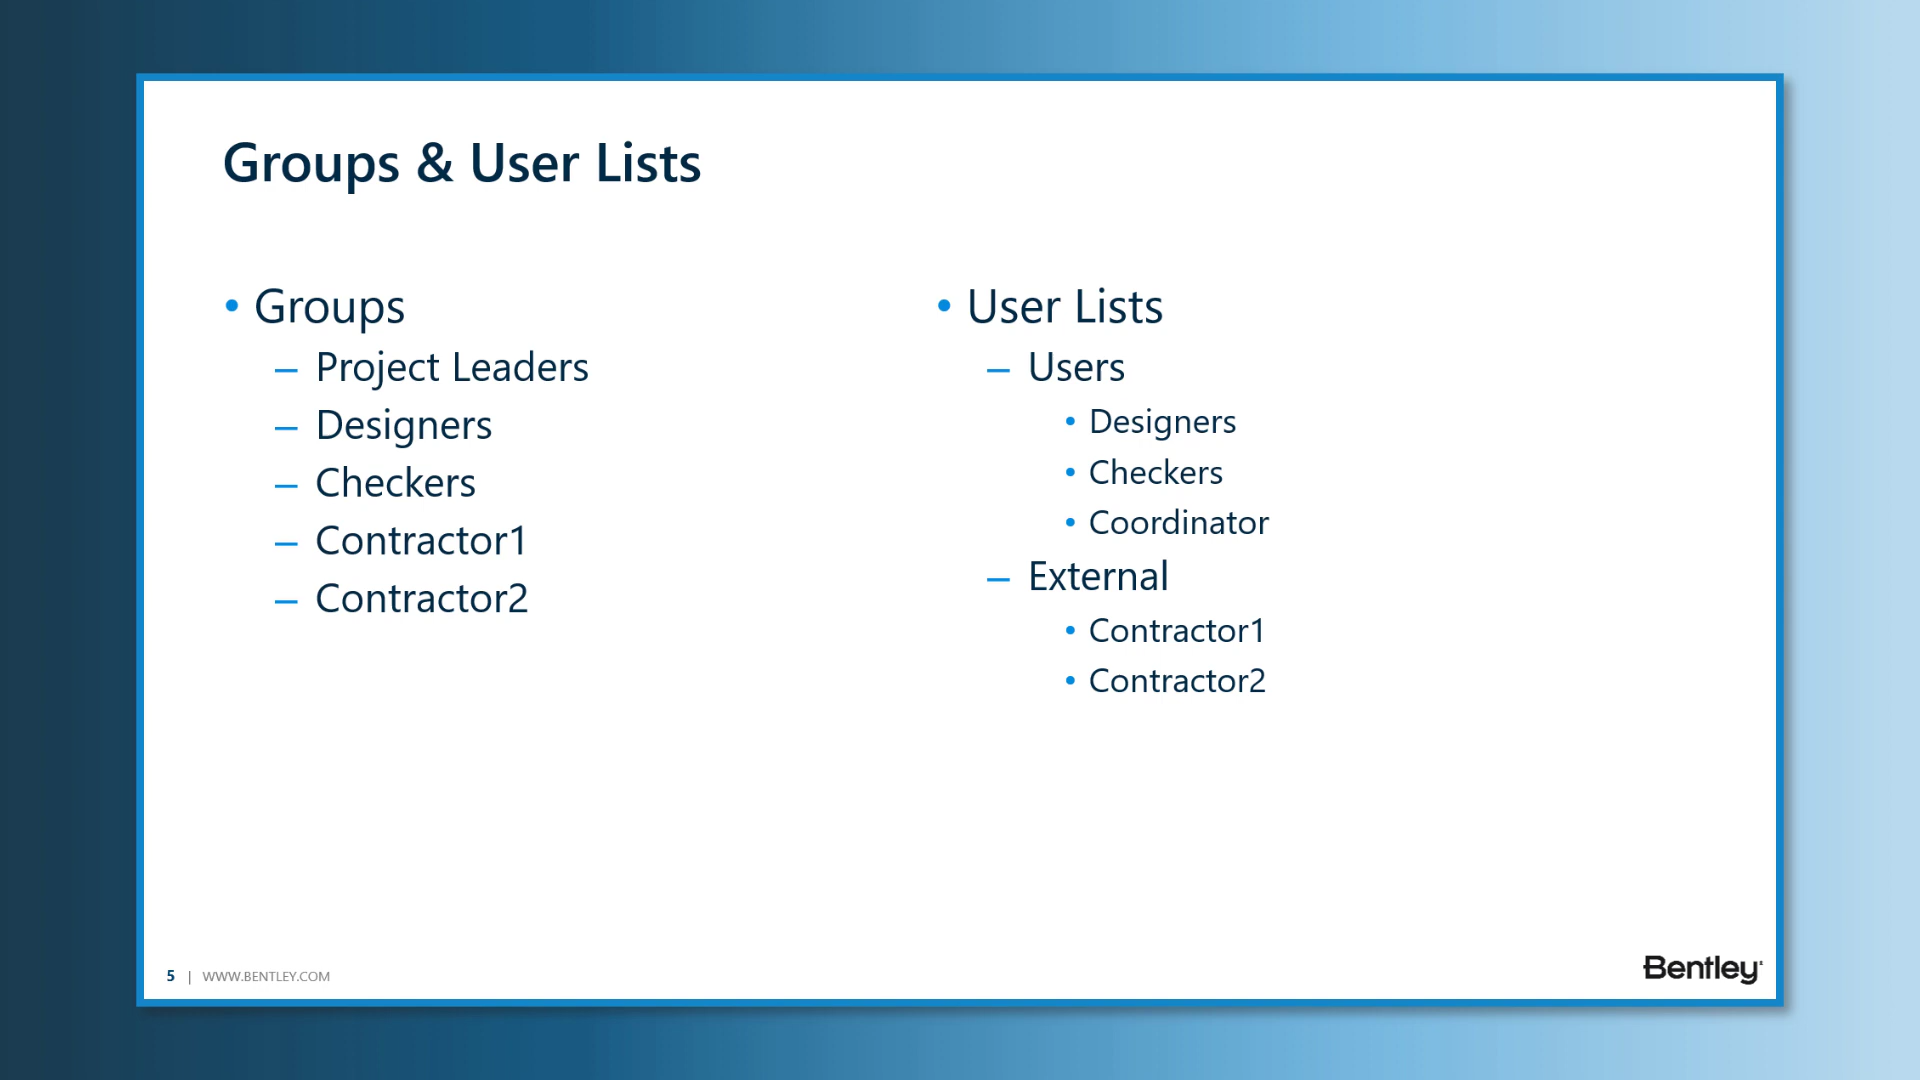 Groups & User Lists
• Groups
– Project Leaders
– Designers
– Checkers
– Contractor1
– Contractor2
• User Lists
– Users
• Designers
• Checkers
• Coordinator
– External
• Contractor1
• Contractor2
5 | WWW.BENTLEY.COM
Bentley